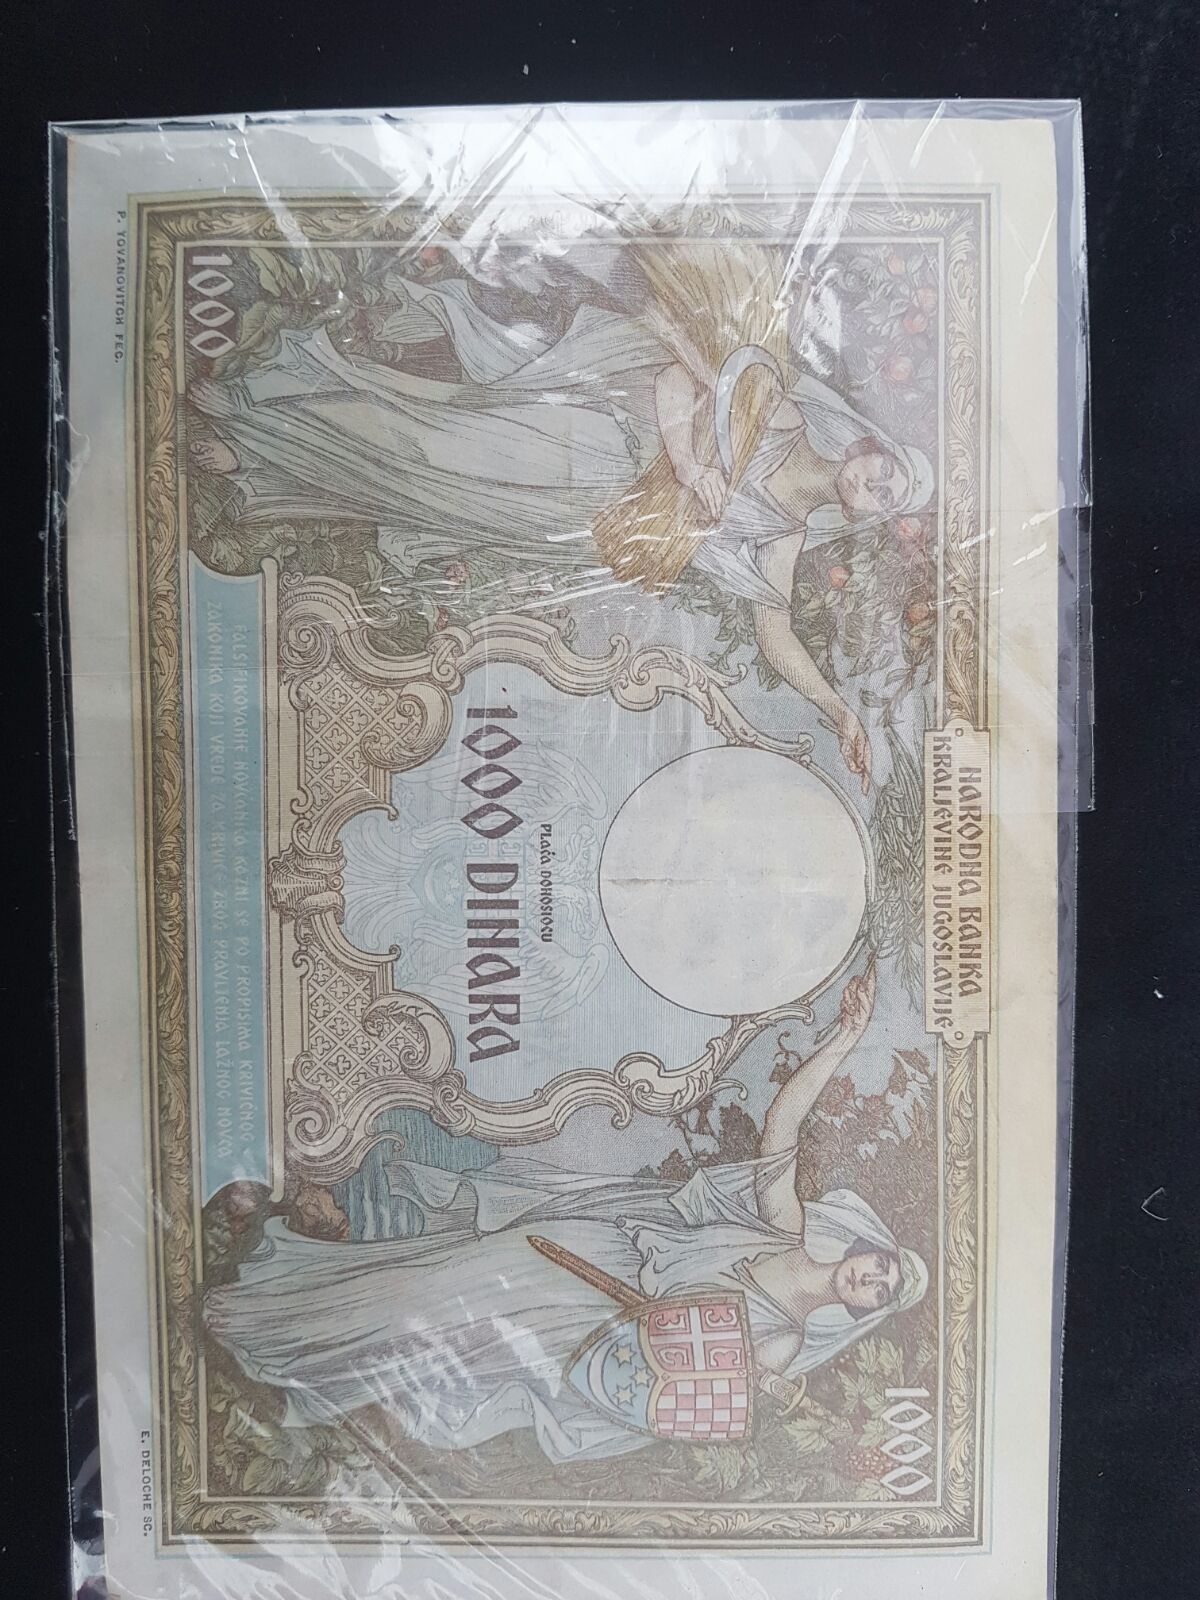 NARODNA BANKA
KRALJEVINE JUGOSLAVIJE
1000
PLAĆA DONOSIOCU
1000 DINARA
FALSIFIKOVANJE NOVČANICA KAZNI SE PO PROPISIMA KRIVIČNOG
ZAKONIKA KOJI VREDE ZA KRIVICE ZBOG PRAVLJENJA LAŽNOG NOVCA
1000
P. YOVANOVITCH FEC.
E. DELOCHE SC.